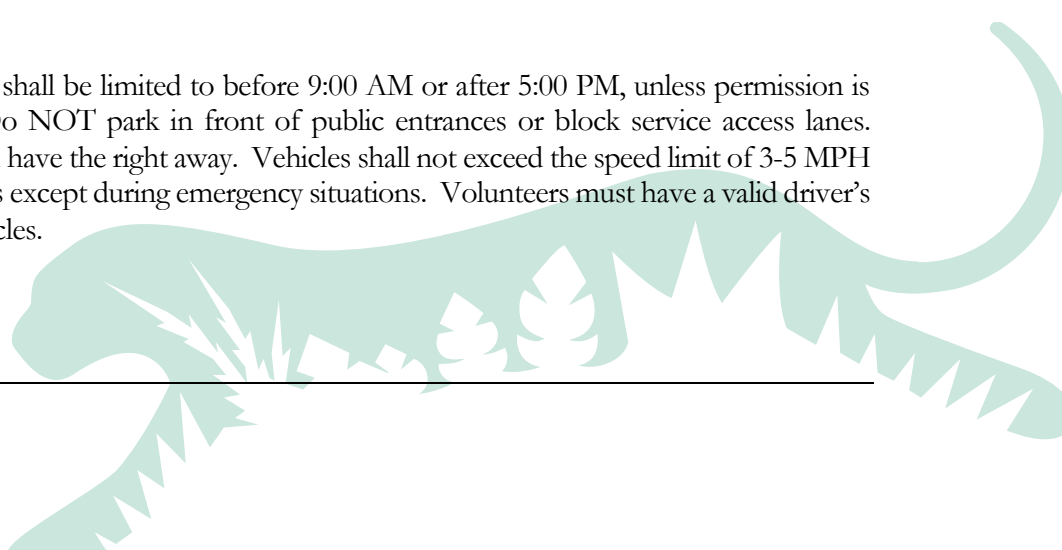 shall be limited to before 9:00 AM or after 5:00 PM, unless permission is
NOT park in front of public entrances or block service access lanes.
have the right away. Vehicles shall not exceed the speed limit of 3-5 MPH
except during emergency situations. Volunteers must have a valid driver's